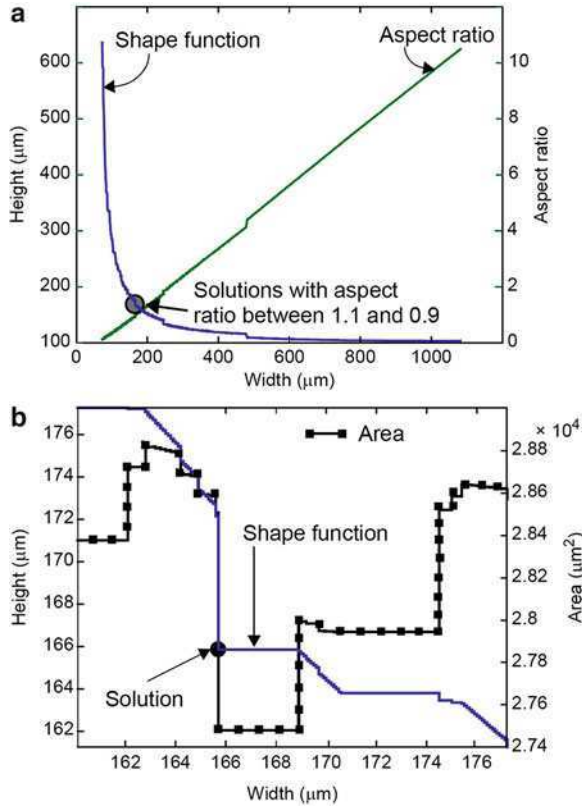 a
Shape function
Aspect ratio
600
500
400
300
200
100
Height (μm)
10
8
6
4
2
0
Aspect ratio
Solutions with aspect
ratio between 1.1 and 0.9
0 200 400 600 800 1000
Width (μm)
b
Area
× 10⁴
176
174
172
170
168
166
164
162
Height (μm)
2.88
2.86
2.84
2.82
2.8
2.78
2.76
2.74
Area (μm²)
Shape function
Solution
162 164 166 168 170 172 174 176
Width (μm)